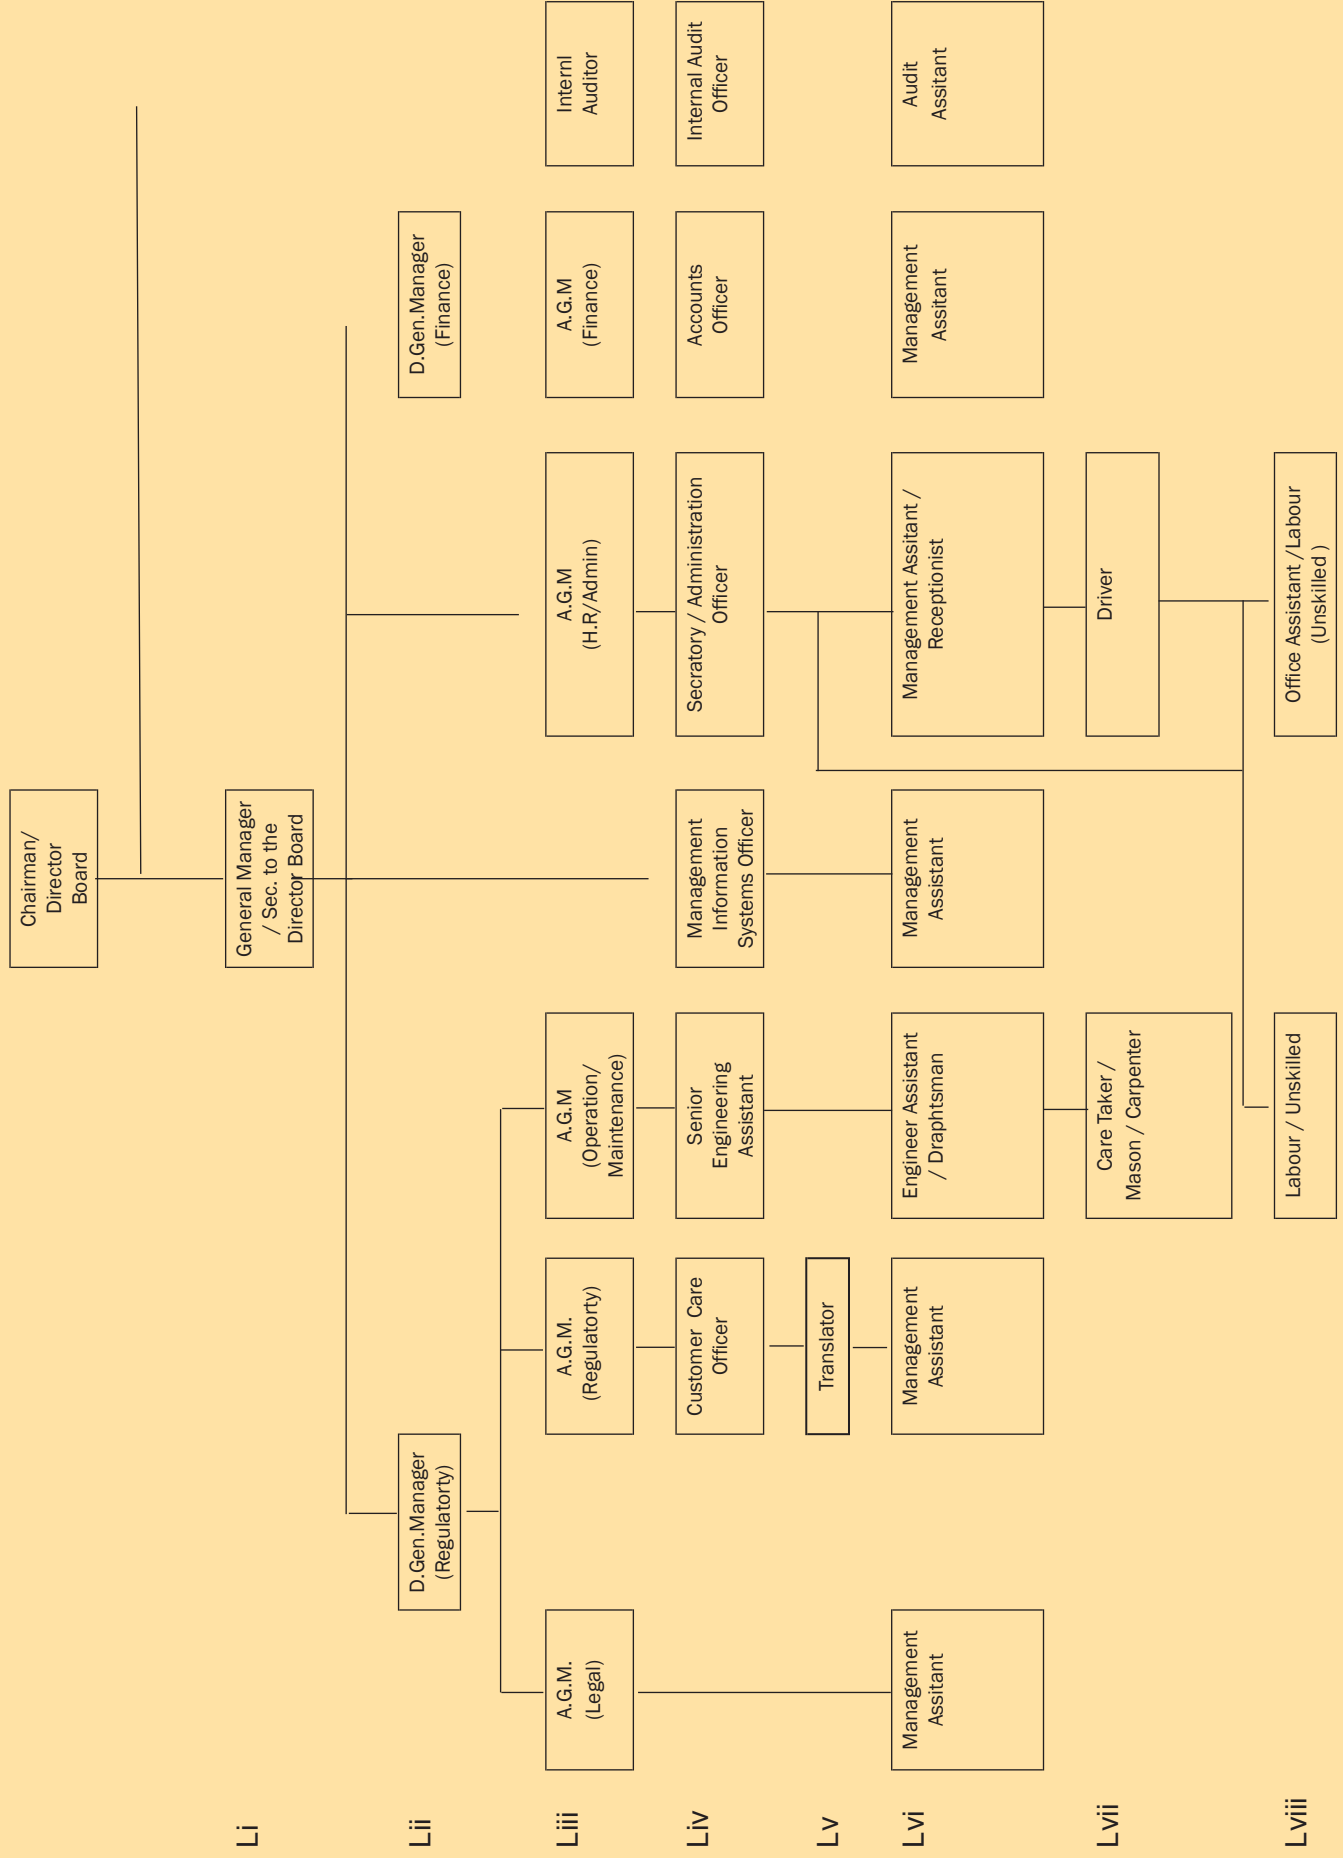 Chairman/
Director
Board
Li
General Manager
/ Sec. to the
Director Board
Lii
D.Gen.Manager
(Regulatorty)
D.Gen.Manager
(Finance)
Liii
A.G.M.
(Legal)
A.G.M.
(Regulatorty)
A.G.M
(Operation/
Maintenance)
A.G.M
(H.R/Admin)
A.G.M
(Finance)
Internl
Auditor
Liv
Customer Care
Officer
Senior
Engineering
Assistant
Management
Information
Systems Officer
Secratory / Administration
Officer
Accounts
Officer
Internal Audit
Officer
Lv
Translator
Lvi
Management
Assitant
Management
Assistant
Engineer Assistant
/ Draphtsman
Management
Assistant
Management Assitant /
Receptionist
Management
Assitant
Audit
Assitant
Lvii
Care Taker /
Mason / Carpenter
Driver
Lviii
Labour / Unskilled
Office Assistant /Labour
(Unskilled )